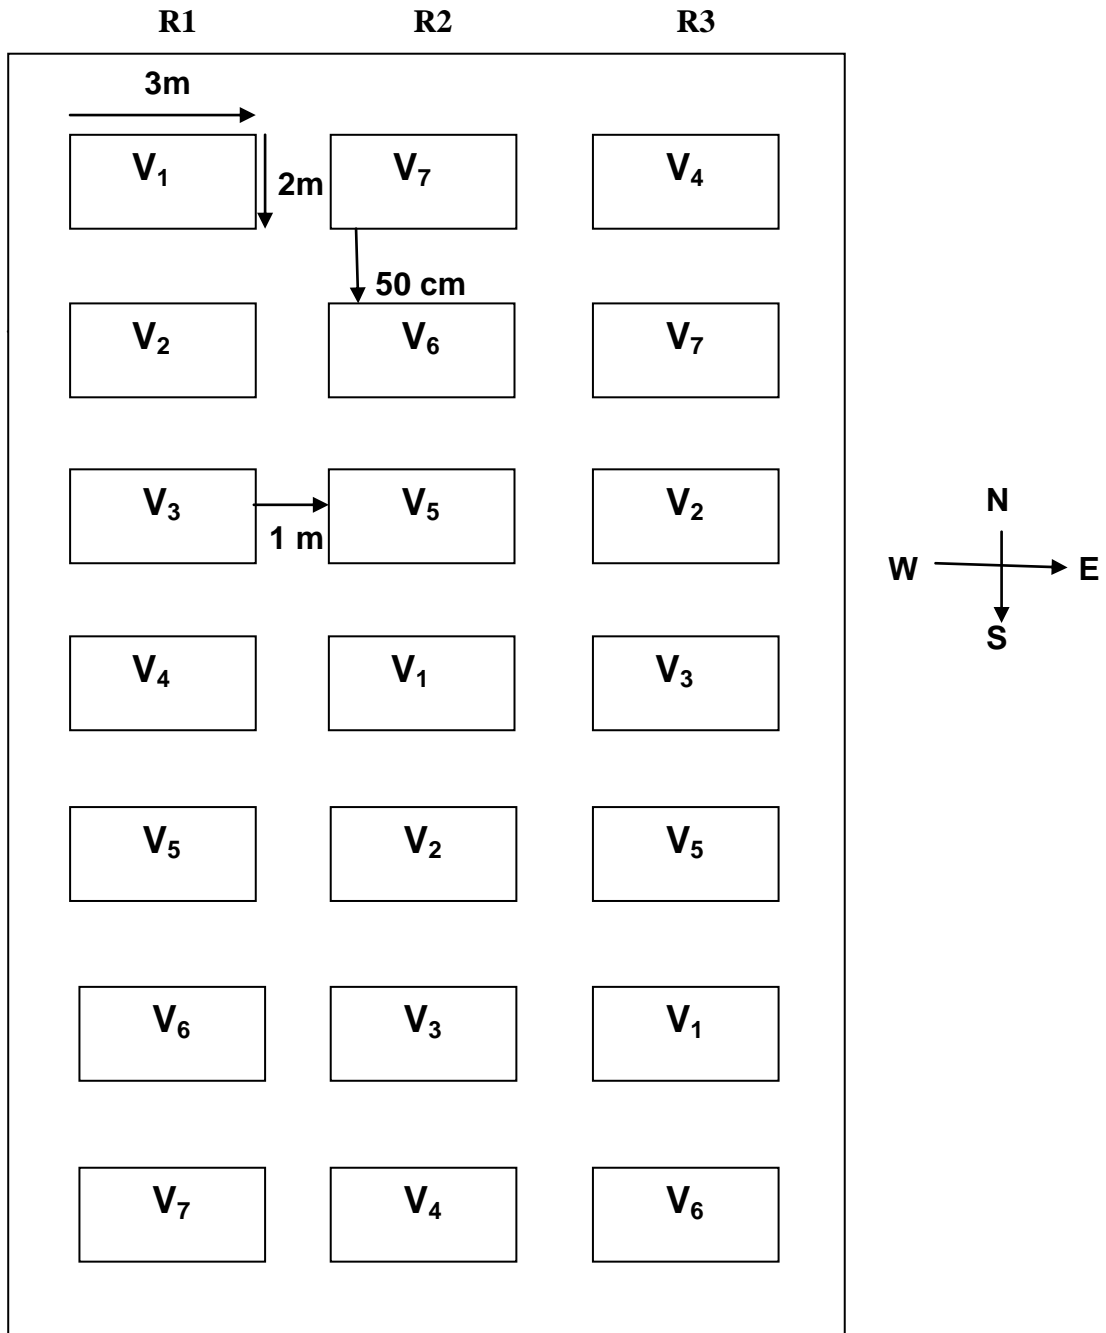 R1 R2 R3
3m
V₁ V₇ V₄
2m
50 cm
V₂ V₆ V₇
V₃ V₅ V₂
1 m
N
W E
S
V₄ V₁ V₃
V₅ V₂ V₅
V₆ V₃ V₁
V₇ V₄ V₆